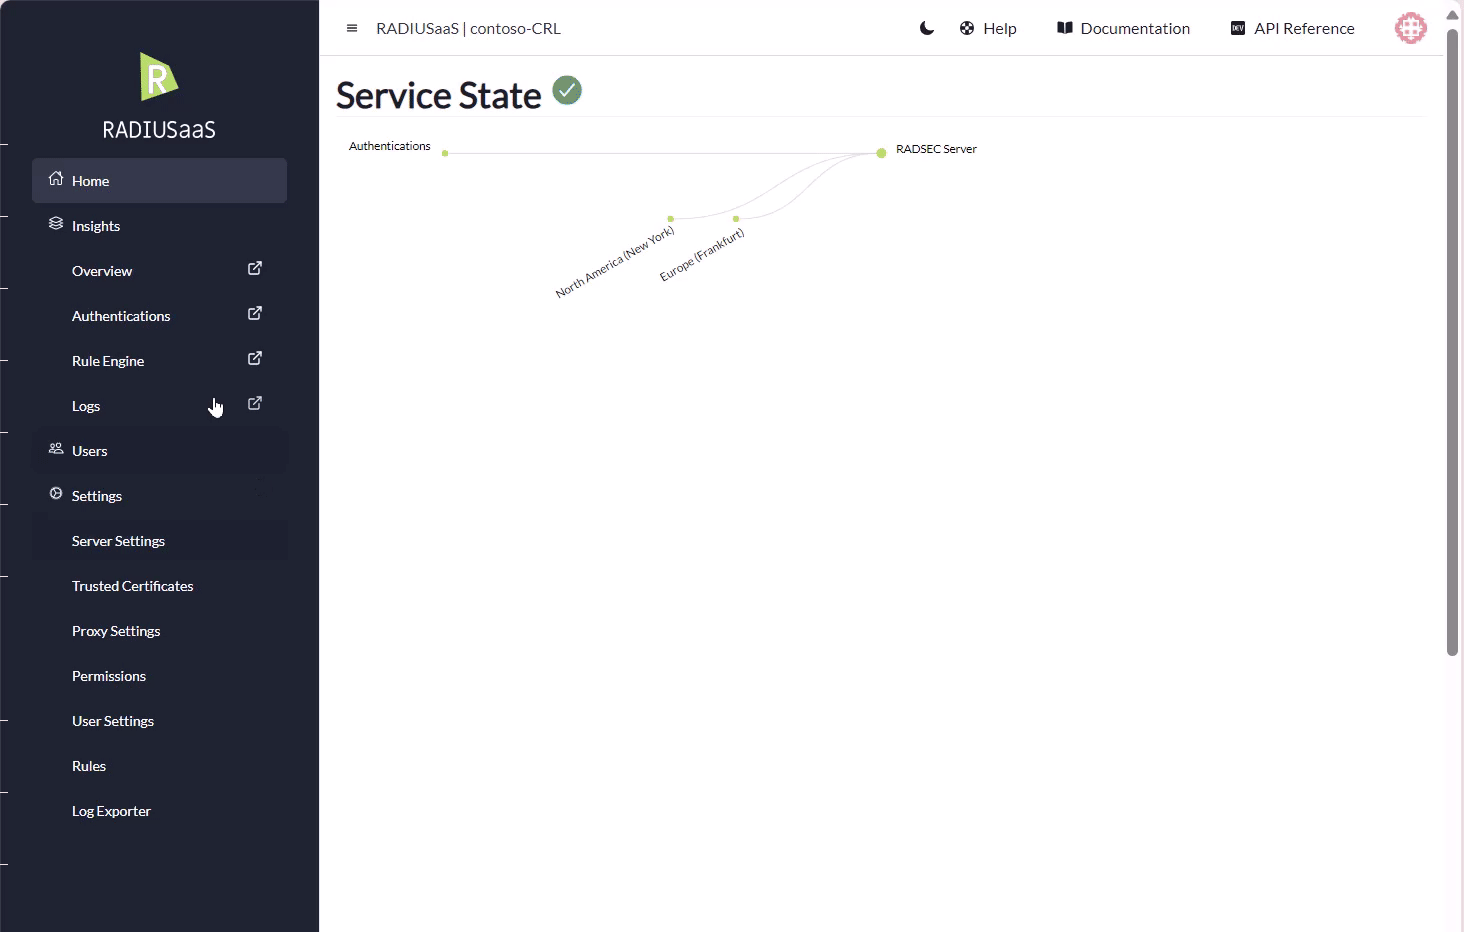 RADIUSaaS | contoso-CRL
Help
Documentation
DEV
API Reference
R
RADIUSaaS
Home
Insights
Overview
Authentications
Rule Engine
Logs
Users
Settings
Server Settings
Trusted Certificates
Proxy Settings
Permissions
User Settings
Rules
Log Exporter
Service State
Authentications
RADSEC Server
North America (New York)
Europe (Frankfurt)